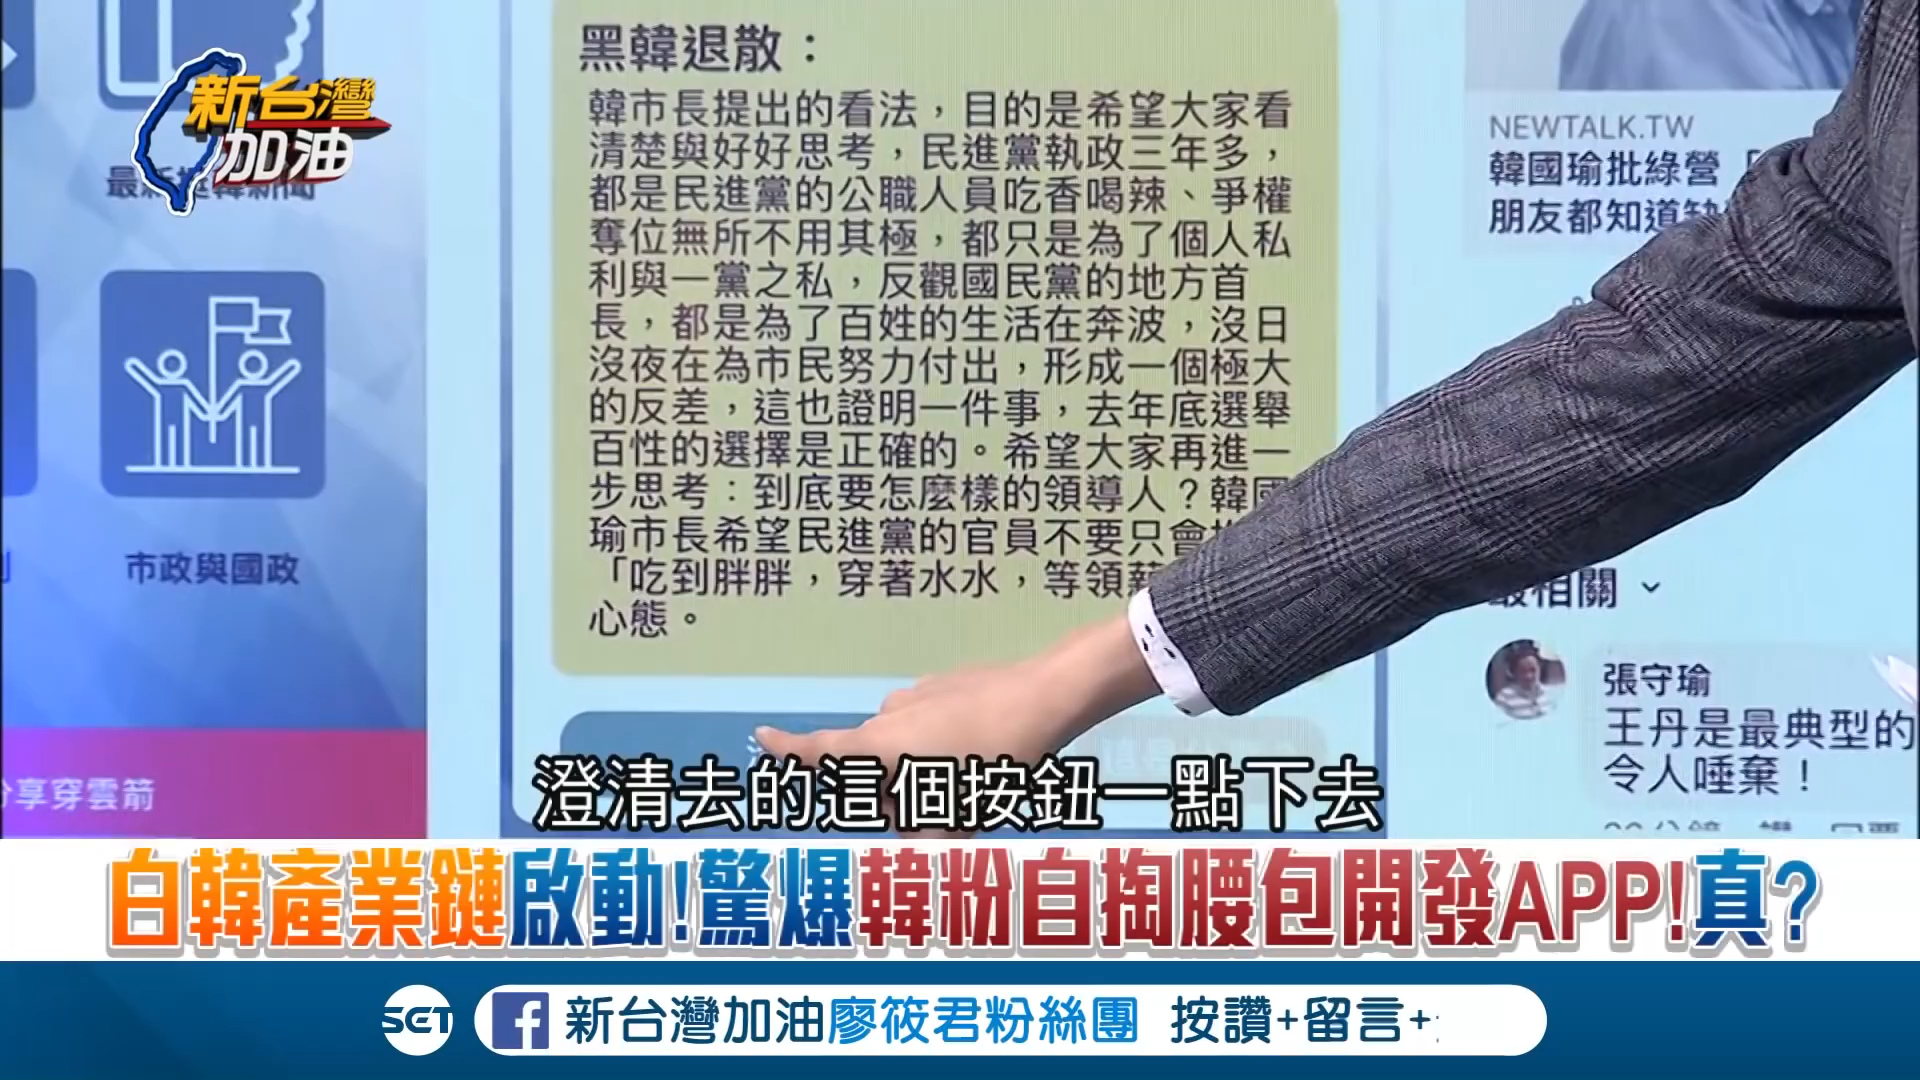 新台灣
加油
市政與國政
享穿雲箭
黑韓退散：
韓市長提出的看法，目的是希望大家看
清楚與好好思考，民進黨執政三年多，
都是民進黨的公職人員吃香喝辣、爭權
奪位無所不用其極，都只是為了個人私
利與一黨之私，反觀國民黨的地方首
長，都是為了百姓的生活在奔波，沒日
沒夜在為市民努力付出，形成一個極大
的反差，這也證明一件事，去年底選舉
百性的選擇是正確的。希望大家再進一
步思考：到底要怎麼樣的領導人？韓國
瑜市長希望民進黨的官員不要只會
「吃到胖胖，穿著水水，等領薪
心態。
NEWTALK.TW
韓國瑜批綠營「
朋友都知道
最相關
張守瑜
王丹是最典型的
令人唾棄！
澄清去的這個按鈕一點下去
白韓產業鏈啟動!驚爆韓粉自掏腰包開發APP!真?
SET
新台灣加油廖筱君粉絲團 按讚+留言+